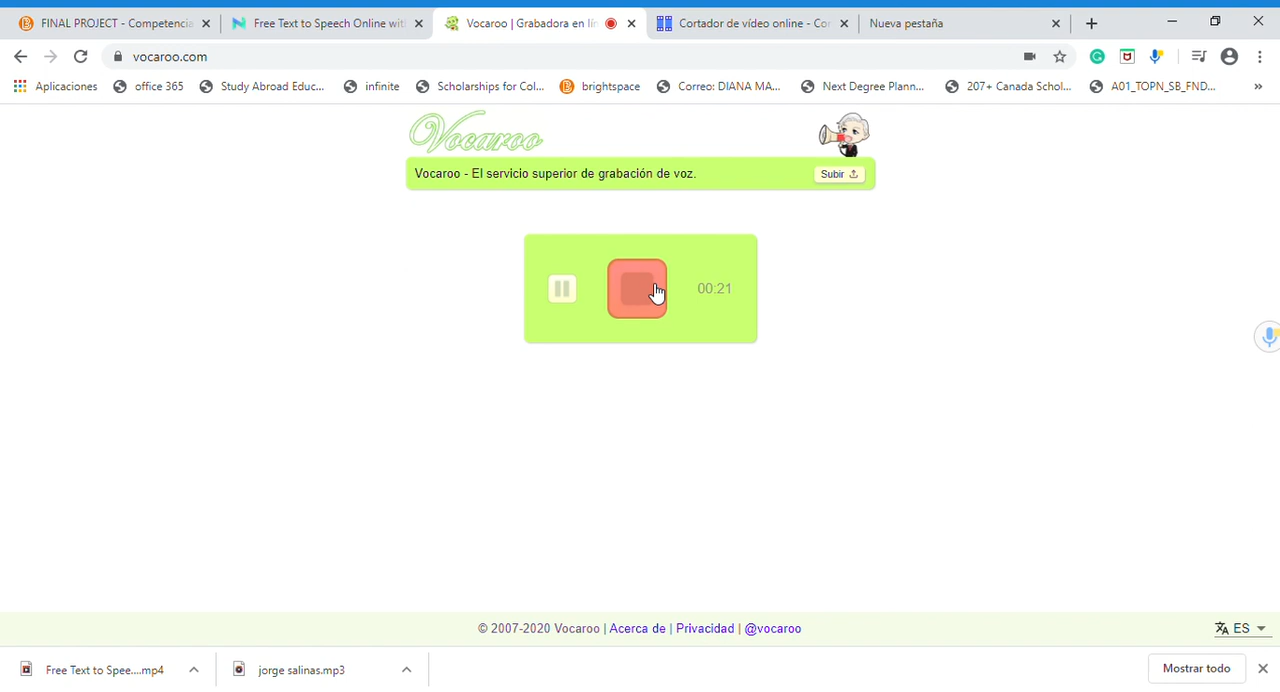 FINAL PROJECT - Competencia
Free Text to Speech Online wit
Vocaroo | Grabadora en lín
Cortador de vídeo online - Cor
Nueva pestaña
vocaroo.com
Aplicaciones
office 365
Study Abroad Educ...
infinite
Scholarships for Col...
brightspace
Correo: DIANA MA...
Next Degree Plann...
207+ Canada Schol...
A01_TOPN_SB_FND...
»
Vocaroo
Vocaroo - El servicio superior de grabación de voz.
Subir
00:21
© 2007-2020 Vocaroo | Acerca de | Privacidad | @vocaroo
ES
Free Text to Spee....mp4
jorge salinas.mp3
Mostrar todo